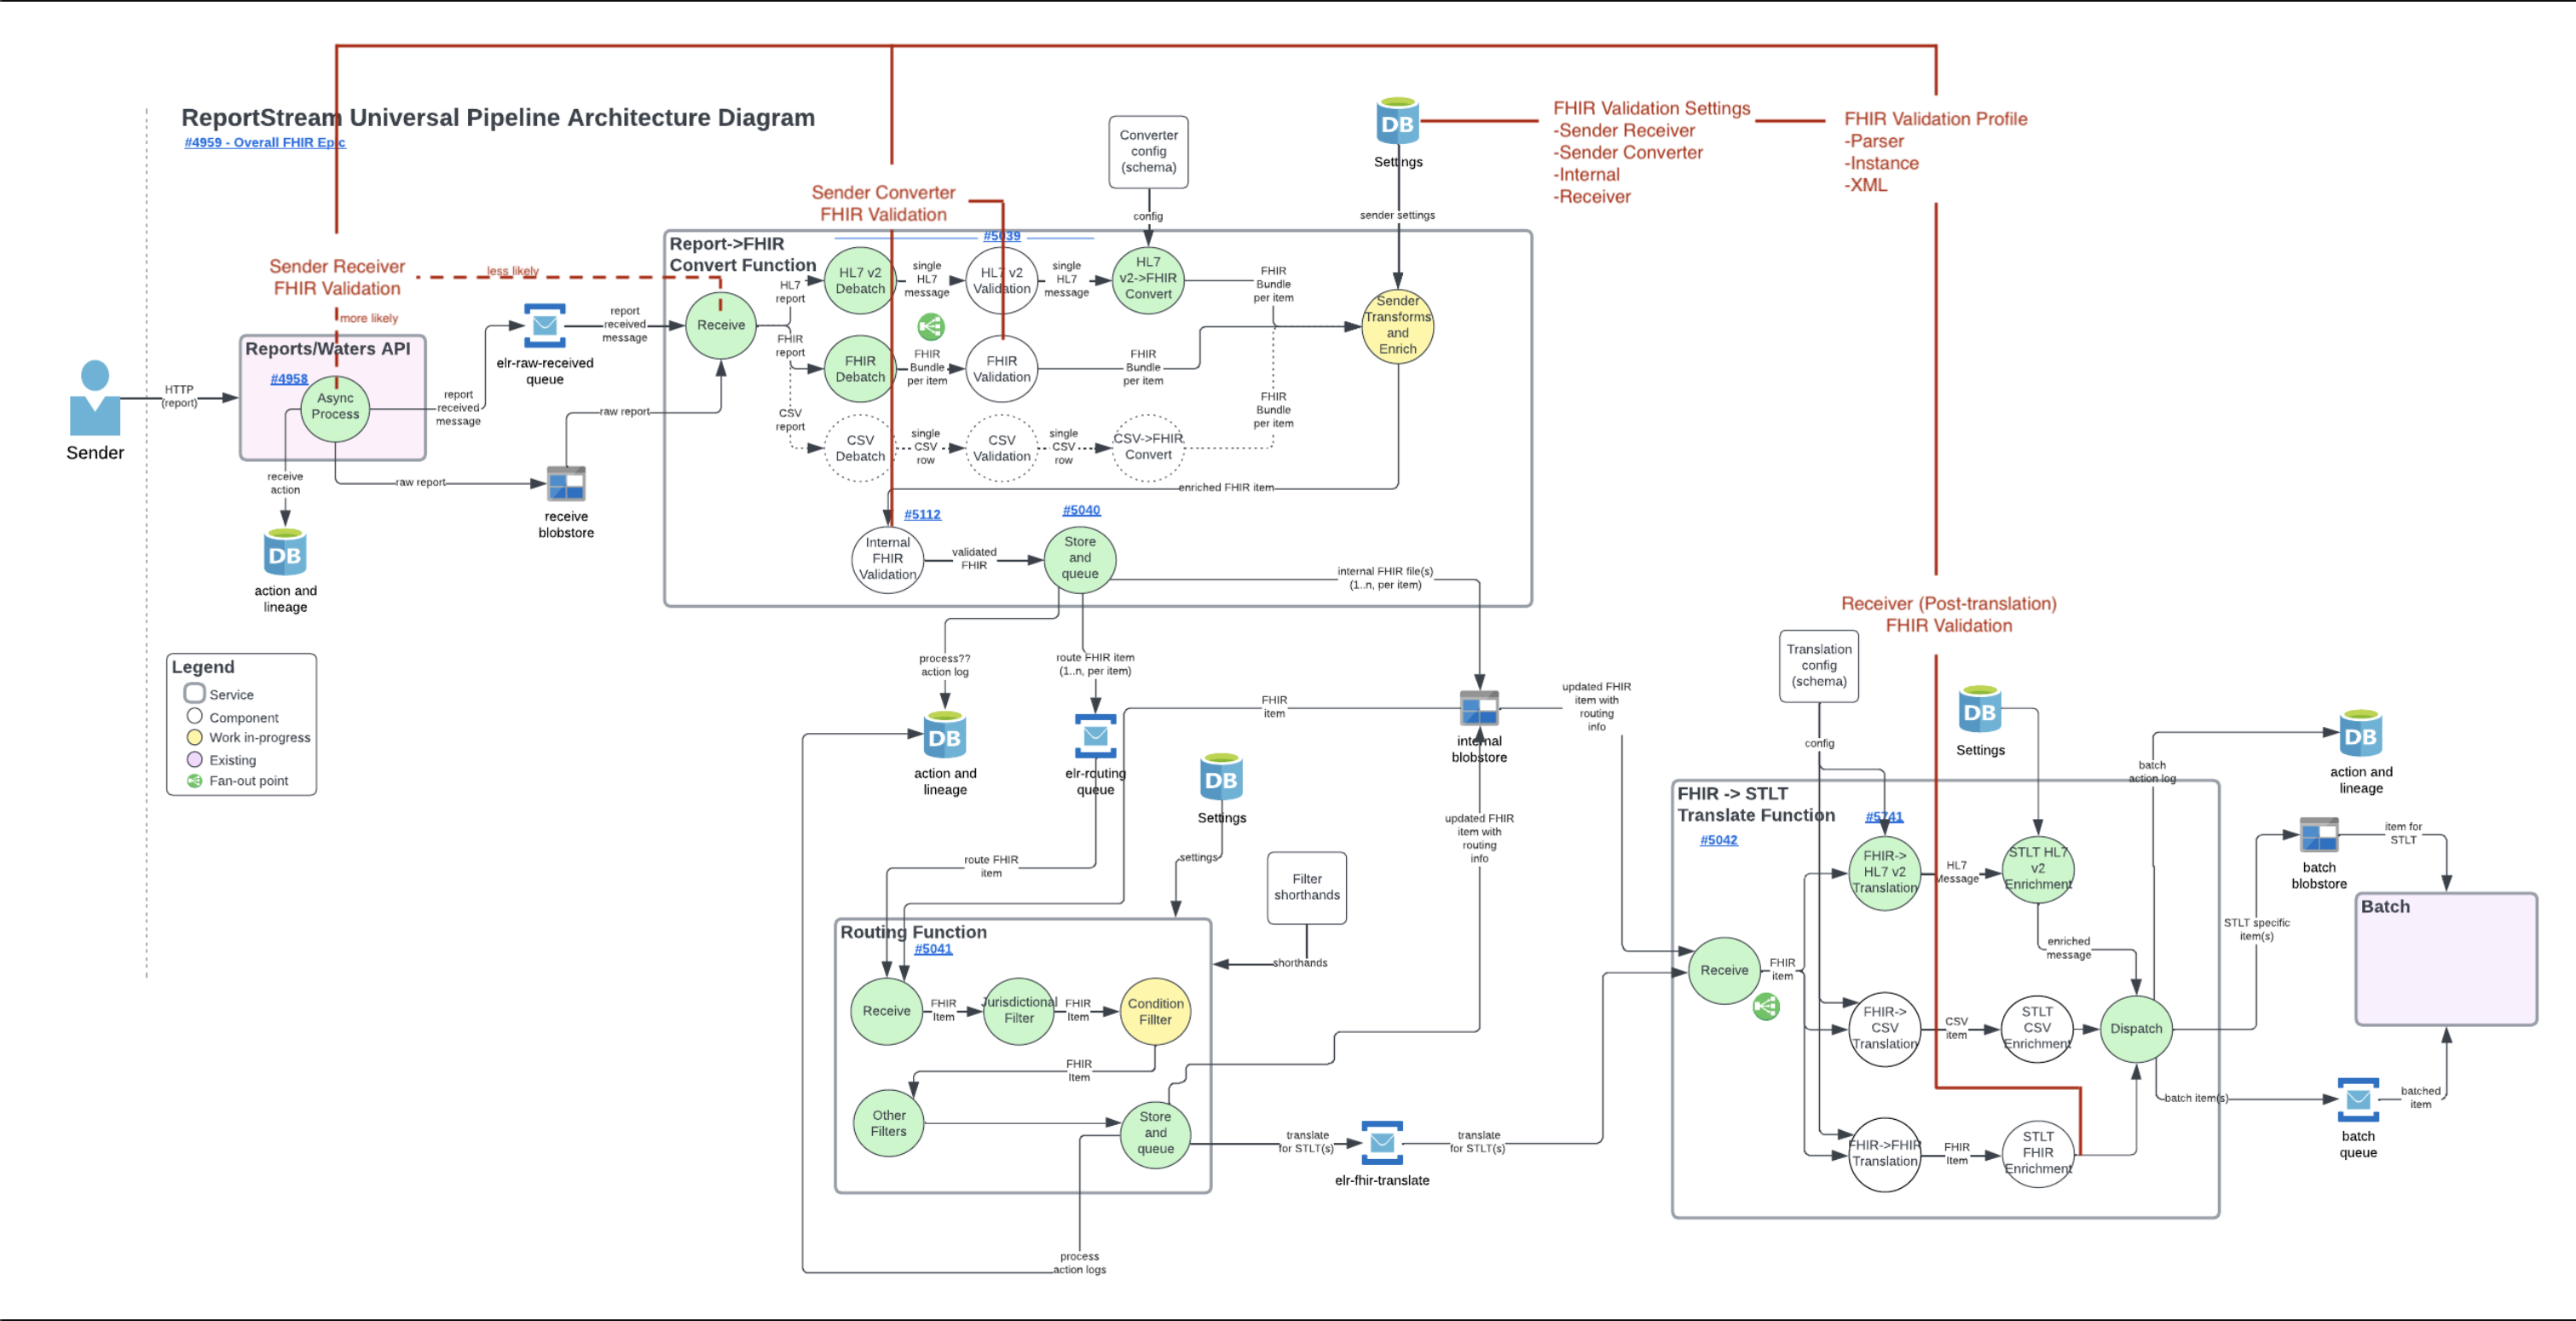 ReportStream Universal Pipeline Architecture Diagram
#4959 - Overall FHIR Epic
Converter
config
(schema)
config
DB
Settings
sender settings
FHIR Validation Settings
-Sender Receiver
-Sender Converter
-Internal
-Receiver
FHIR Validation Profile
-Parser
-Instance
-XML
Sender Converter
FHIR Validation
Sender Receiver
FHIR Validation
less likely
more likely
Sender
HTTP
(report)
Reports/Waters API
#4958
Async
Process
report
received
message
elr-raw-received
queue
report
received
message
raw report
receive
blobstore
raw report
receive
action
DB
action and
lineage
Report->FHIR
Convert Function
#5039
Receive
HL7
report
HL7 v2
Debatch
single
HL7
message
HL7 v2
Validation
single
HL7
message
HL7
v2->FHIR
Convert
FHIR
Bundle
per item
Sender
Transforms
and
Enrich
FHIR
report
FHIR
Debatch
FHIR
Bundle
per item
FHIR
Validation
FHIR
Bundle
per item
CSV
report
CSV
Debatch
single
CSV
row
CSV
Validation
single
CSV
row
CSV->FHIR
Convert
FHIR
Bundle
per item
enriched FHIR item
#5112
Internal
FHIR
Validation
validated
FHIR
#5040
Store
and
queue
internal FHIR file(s)
(1..n, per item)
Legend
Service
Component
Work in-progress
Existing
Fan-out point
process??
action log
DB
action and
lineage
route FHIR item
(1..n, per item)
elr-routing
queue
FHIR
item
internal
blobstore
updated FHIR
item with
routing
info
DB
Settings
settings
updated FHIR
item with
routing
info
route FHIR
item
Filter
shorthands
shorthands
Routing Function
#5041
Receive
FHIR
Item
Jurisdictional
Filter
FHIR
Item
Condition
Fillter
FHIR
Item
Other
Filters
Store
and
queue
process
action logs
translate
for STLT(s)
elr-fhir-translate
translate
for STLT(s)
Receiver (Post-translation)
FHIR Validation
Translation
config
(schema)
config
DB
Settings
FHIR -> STLT
Translate Function
#5042
#5741
Receive
FHIR
item
FHIR->
HL7 v2
Translation
HL7
Message
STLT HL7
v2
Enrichment
enriched
message
FHIR->
CSV
Translation
CSV
item
STLT
CSV
Enrichment
Dispatch
FHIR->FHIR
Translation
FHIR
Item
STLT
FHIR
Enrichment
batch
action log
DB
action and
lineage
STLT specific
item(s)
batch
blobstore
item for
STLT
Batch
batch item(s)
batch
queue
batched
item